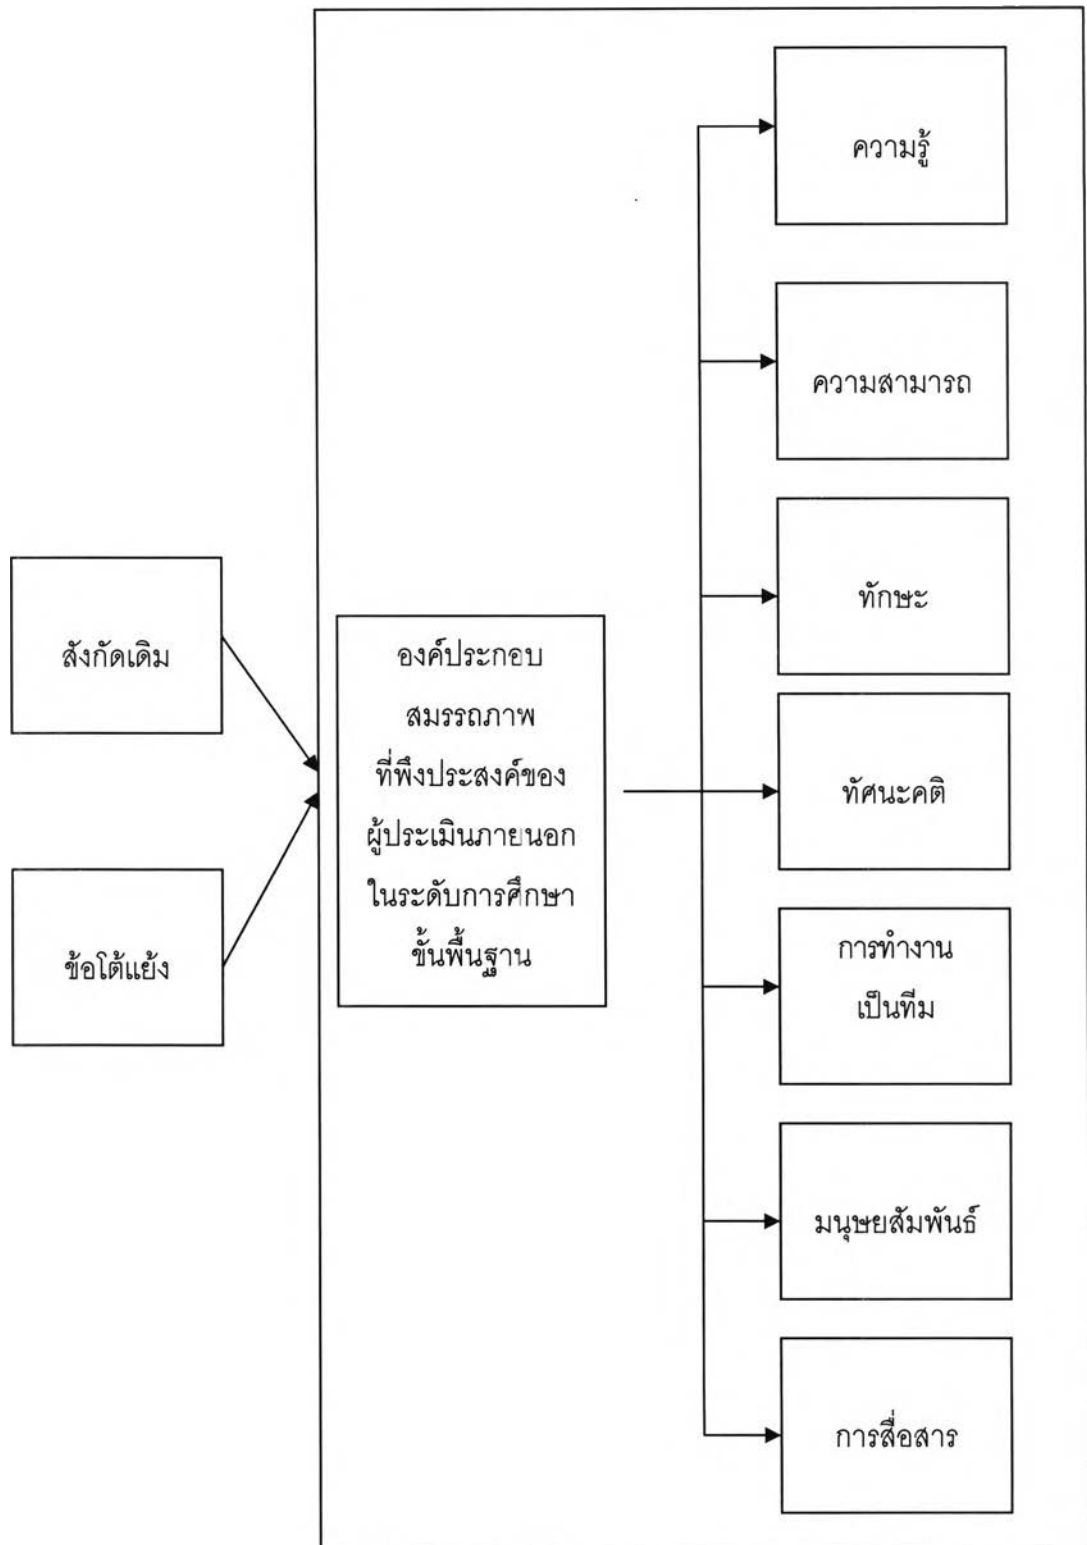 ความรู้
ความสามารถ
ทักษะ
สังกัดเดิม
องค์ประกอบ
สมรรถภาพ
ที่พึงประสงค์ของ
ผู้ประเมินภายนอก
ในระดับการศึกษา
ขั้นพื้นฐาน
ทัศนะคติ
ข้อโต้แย้ง
การทำงาน
เป็นทีม
มนุษยสัมพันธ์
การสื่อสาร